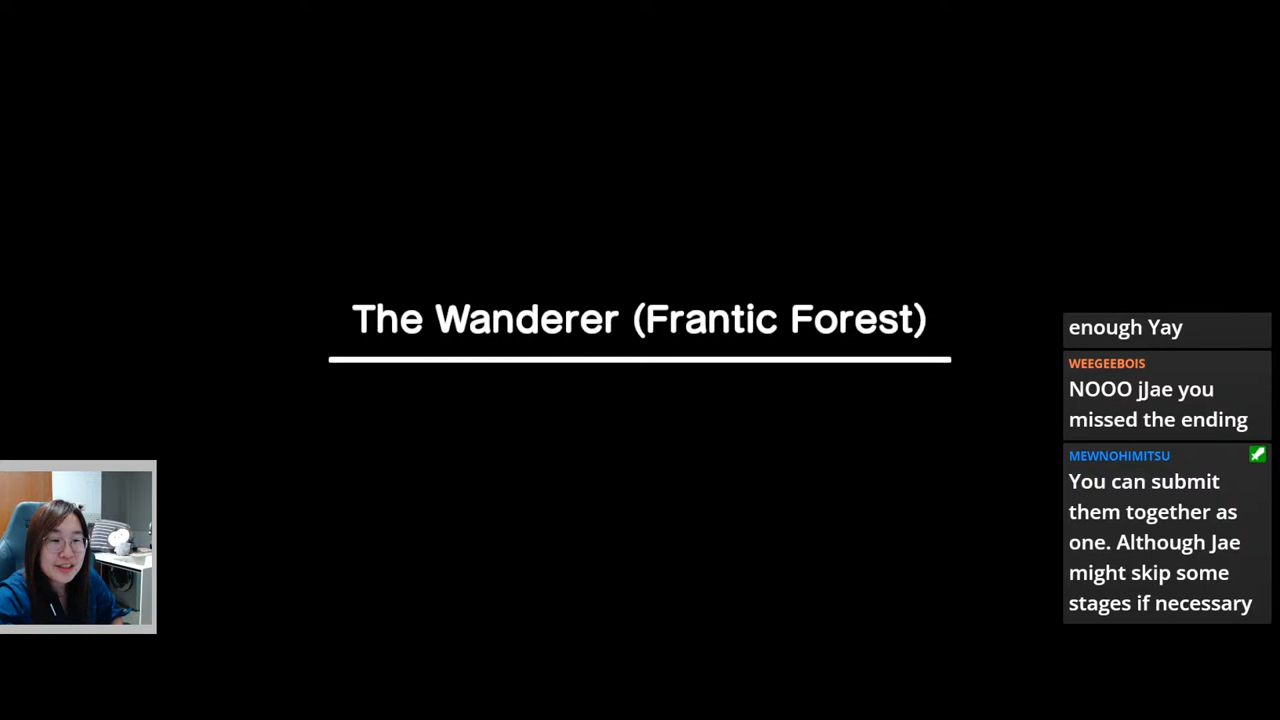 The Wanderer (Frantic Forest)
enough Yay
WEEGEEBOIS
NOOO jJae you
missed the ending
MEWNOHIMITSU
You can submit
them together as
one. Although Jae
might skip some
stages if necessary